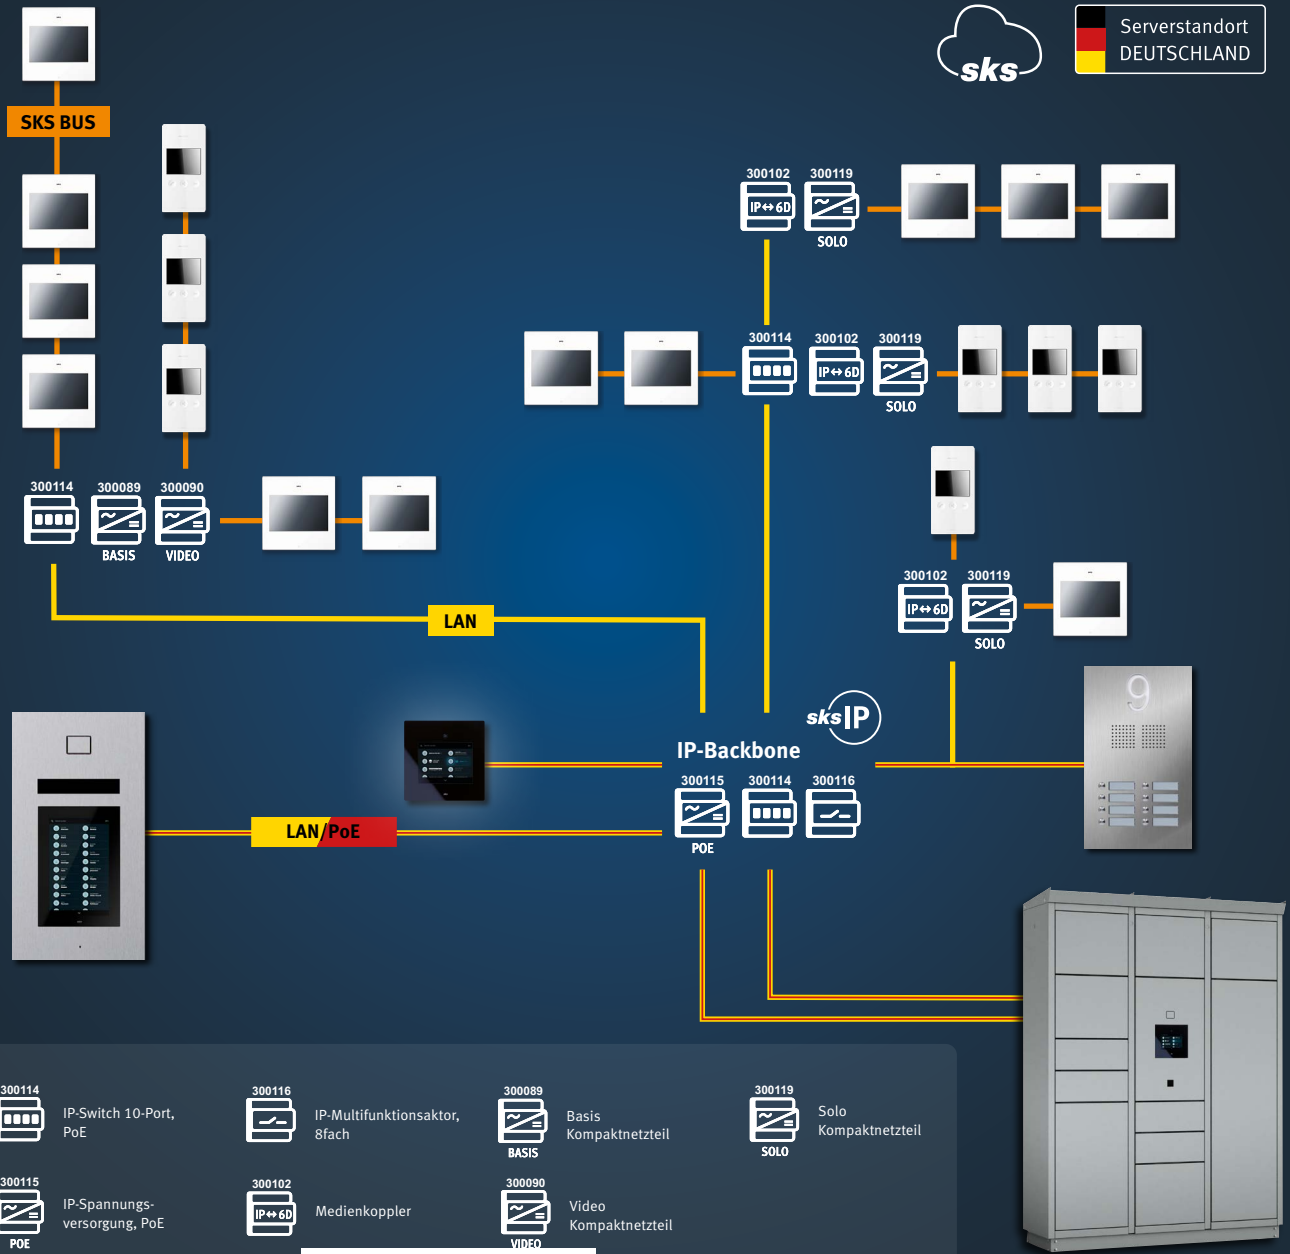 sks
Serverstandort
DEUTSCHLAND
SKS BUS
300102
300119
IP↔6D
SOLO
300114
300102
300119
IP↔6D
SOLO
300114
300089
300090
BASIS
VIDEO
300102
300119
IP↔6D
SOLO
LAN
9
sks IP
IP-Backbone
300115
300114
300116
POE
LAN/PoE
300114
IP-Switch 10-Port,
PoE
300116
IP-Multifunktionsaktor,
8fach
300089
BASIS
Basis
Kompaktnetzteil
300119
SOLO
Solo
Kompaktnetzteil
300115
POE
IP-Spannungs-
versorgung, PoE
300102
IP↔6D
Medienkoppler
300090
VIDEO
Video
Kompaktnetzteil